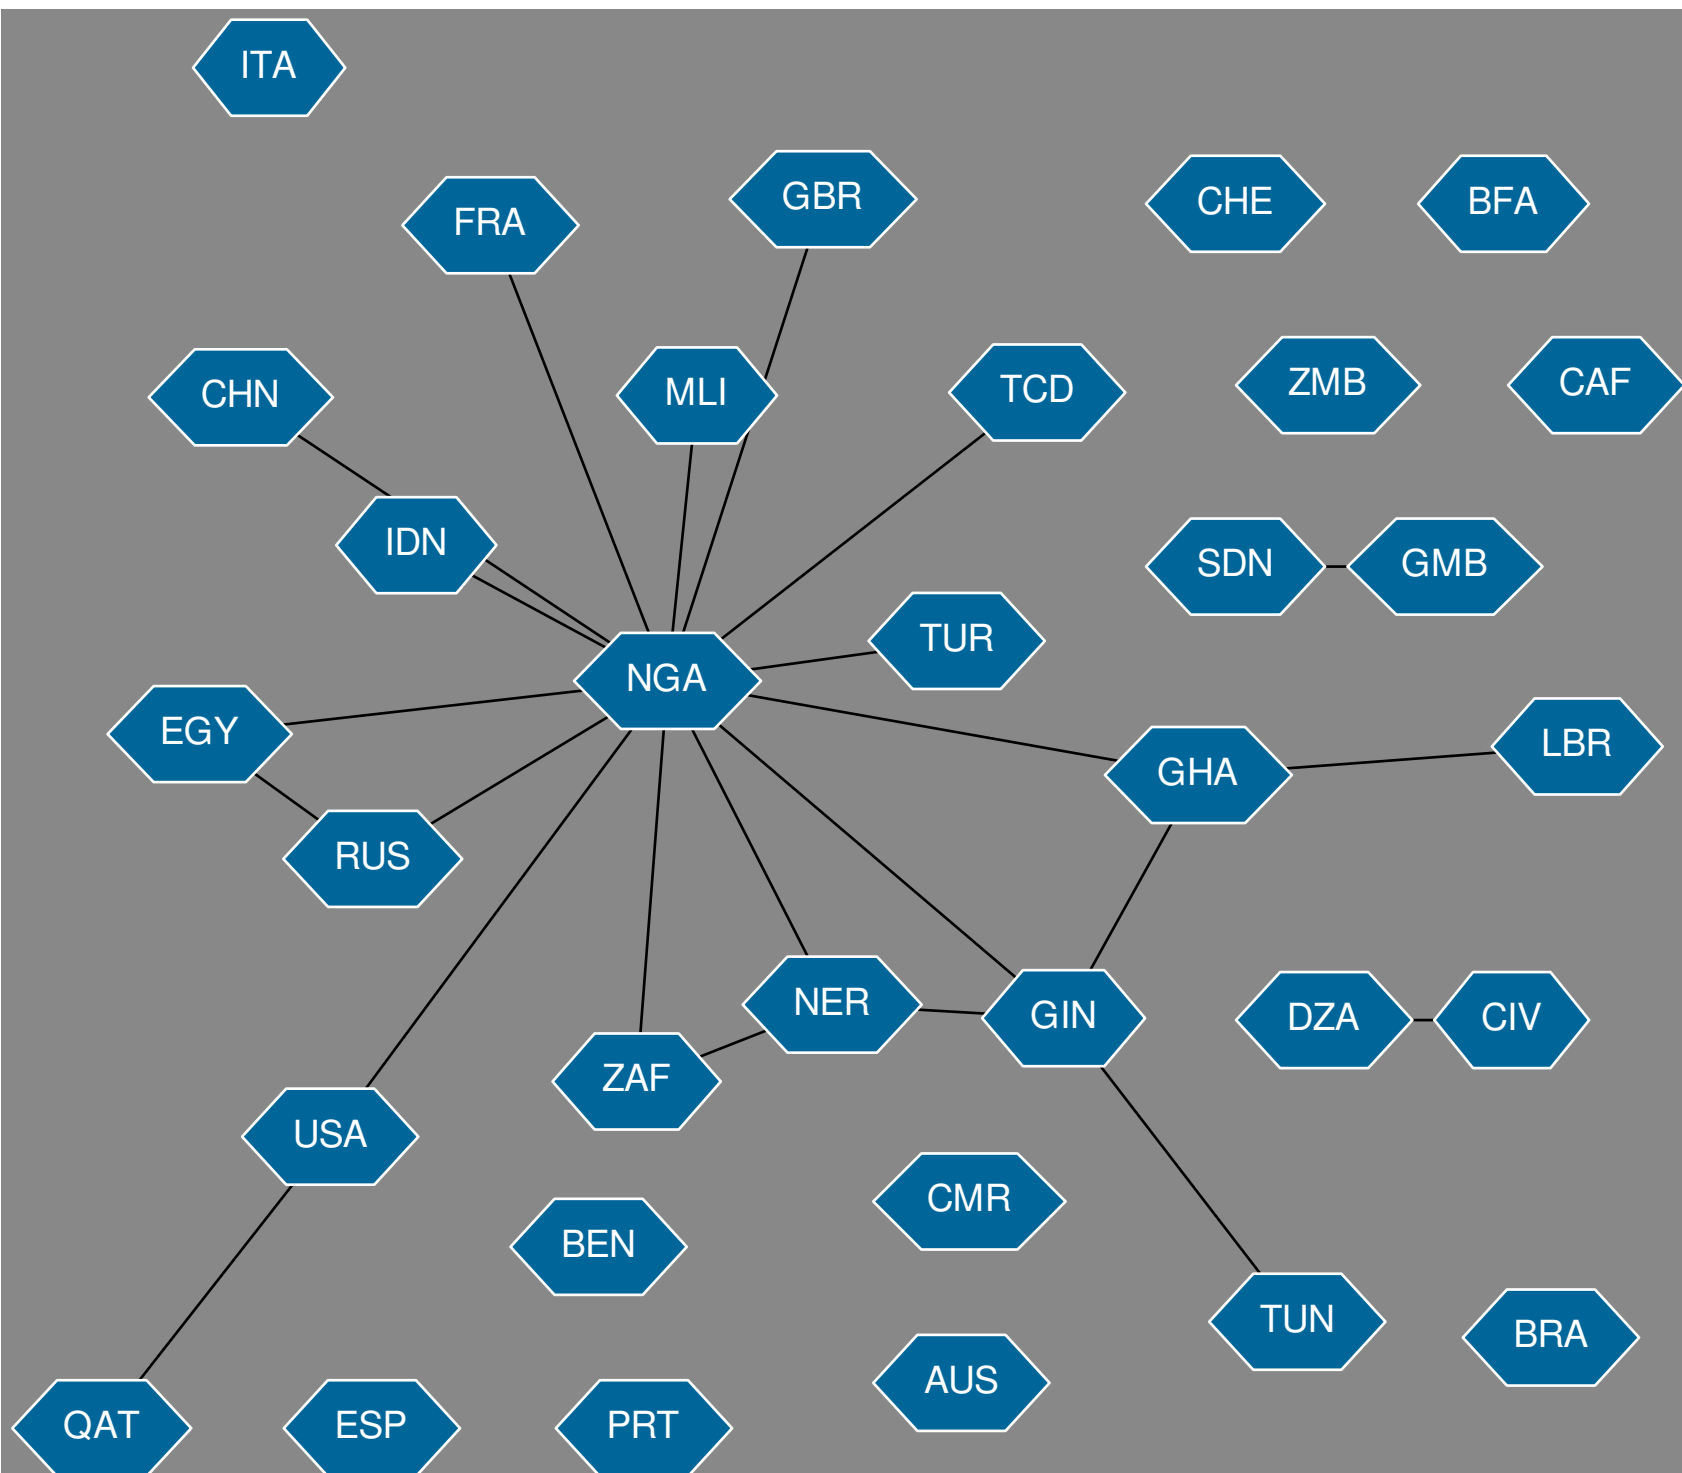 ITA
GBR
CHE
BFA
FRA
ZMB
CAF
TCD
MLI
CHN
IDN
SDN
GMB
TUR
NGA
EGY
LBR
GHA
RUS
NER
GIN
DZA
CIV
ZAF
USA
CMR
BEN
TUN
BRA
AUS
QAT
ESP
PRT